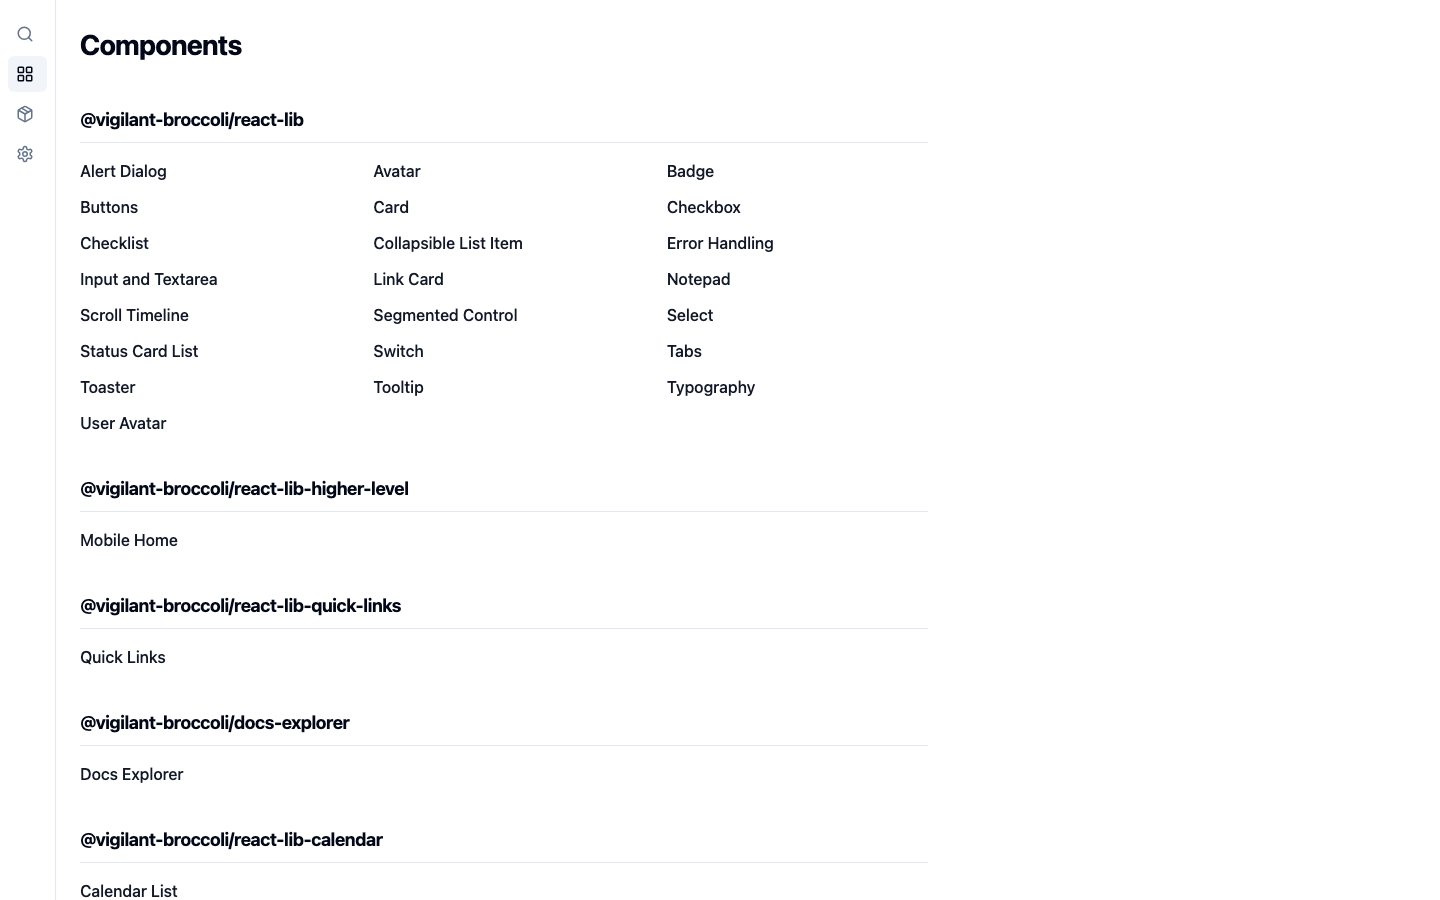 Components
@vigilant-broccoli/react-lib
Alert Dialog Avatar Badge
Buttons Card Checkbox
Checklist Collapsible List Item Error Handling
Input and Textarea Link Card Notepad
Scroll Timeline Segmented Control Select
Status Card List Switch Tabs
Toaster Tooltip Typography
User Avatar
@vigilant-broccoli/react-lib-higher-level
Mobile Home
@vigilant-broccoli/react-lib-quick-links
Quick Links
@vigilant-broccoli/docs-explorer
Docs Explorer
@vigilant-broccoli/react-lib-calendar
Calendar List